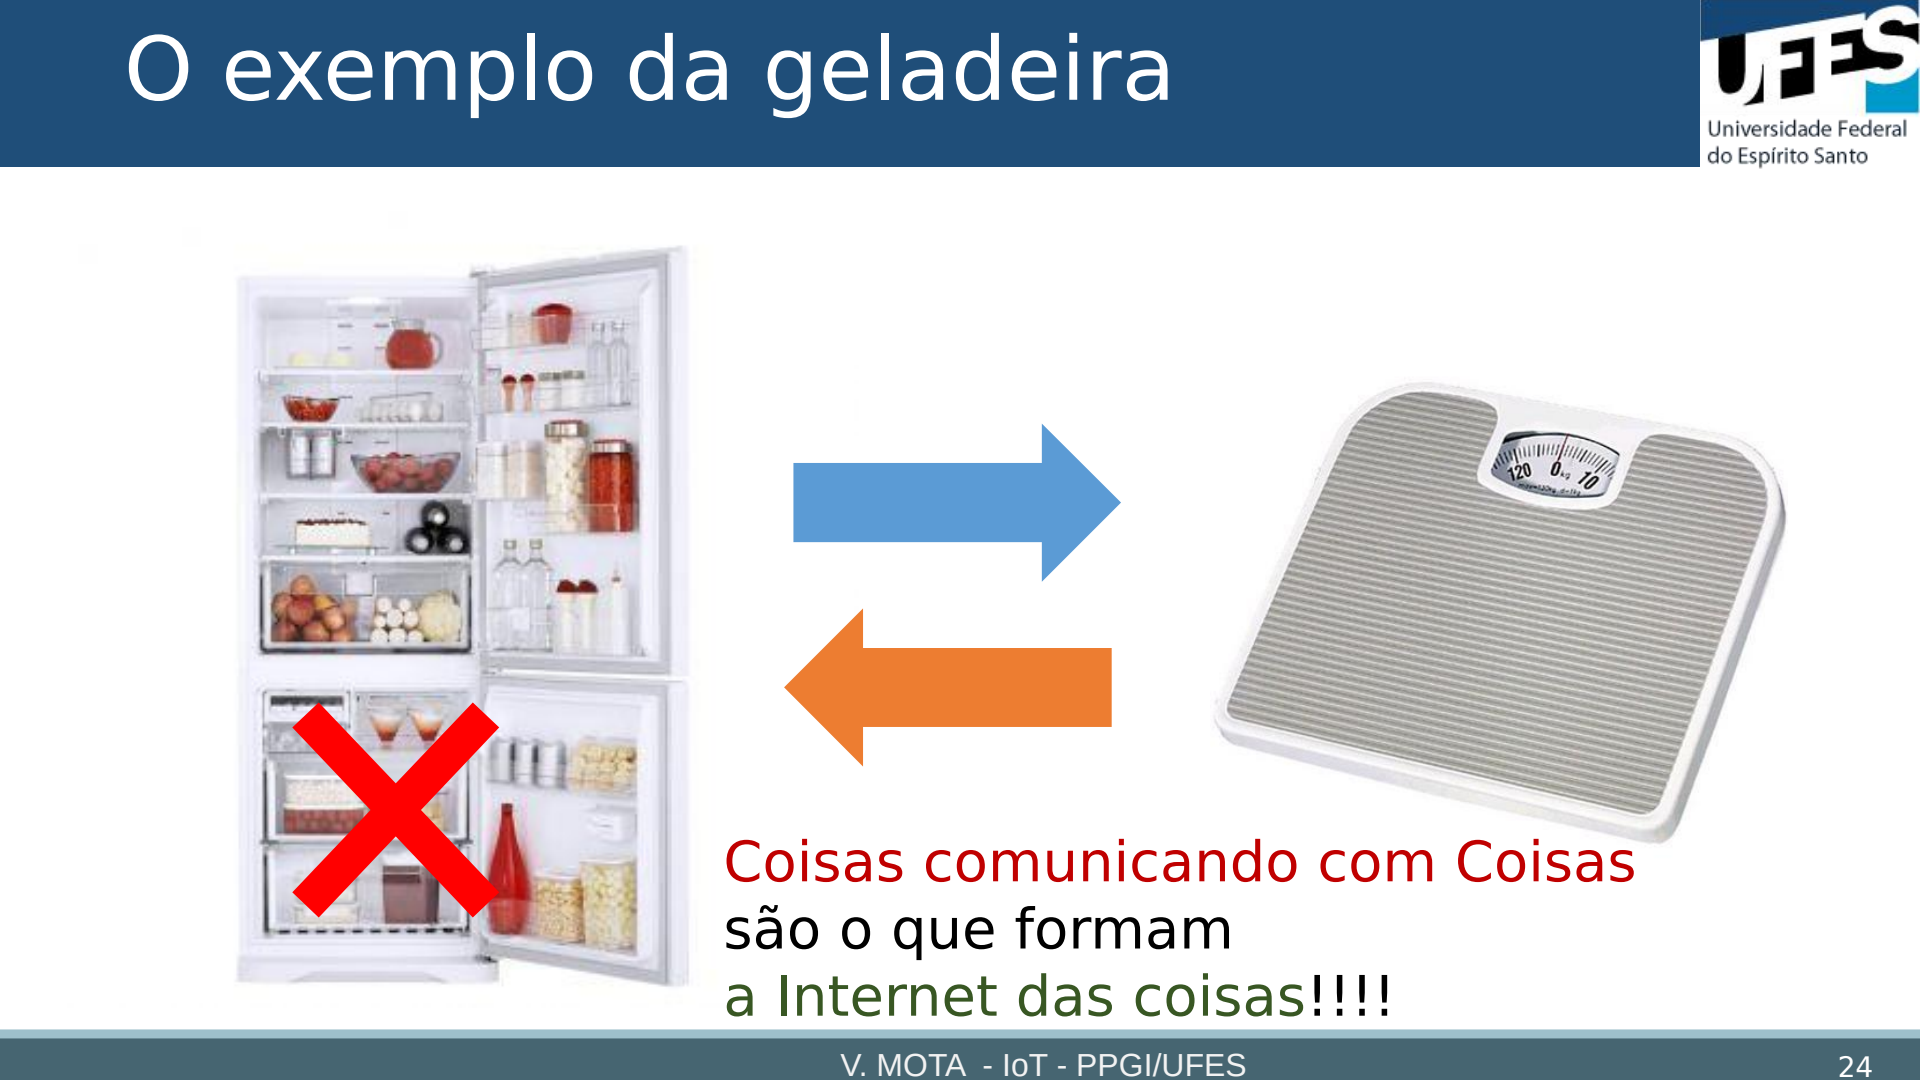 O exemplo da geladeira
UFES
Universidade Federal
do Espírito Santo
120 0 kg 10
Coisas comunicando com Coisas
são o que formam
a Internet das coisas!!!!
V. MOTA - IoT - PPGI/UFES
24